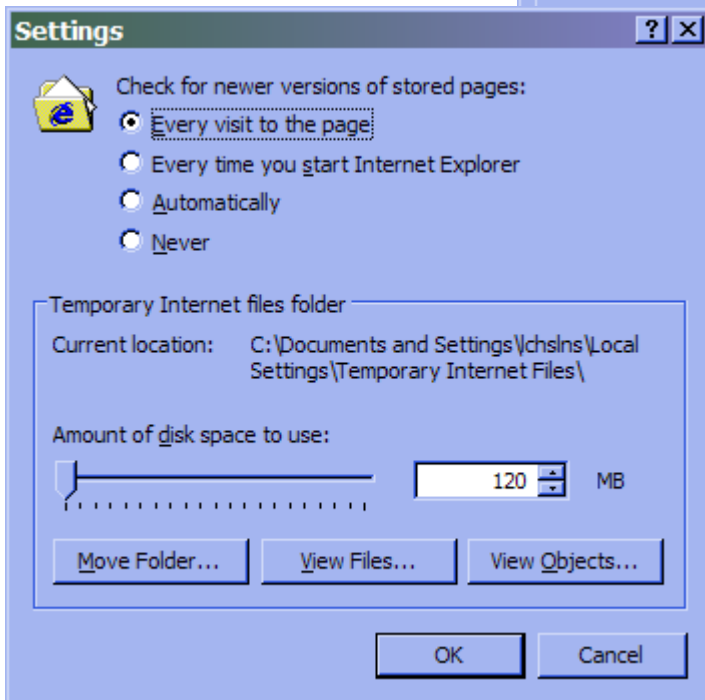 Settings
Check for newer versions of stored pages:
Every visit to the page
Every time you start Internet Explorer
Automatically
Never
Temporary Internet files folder
Current location: C:\Documents and Settings\lchslns\Local
Settings\Temporary Internet Files\
Amount of disk space to use:
120 MB
Move Folder... View Files... View Objects...
OK Cancel